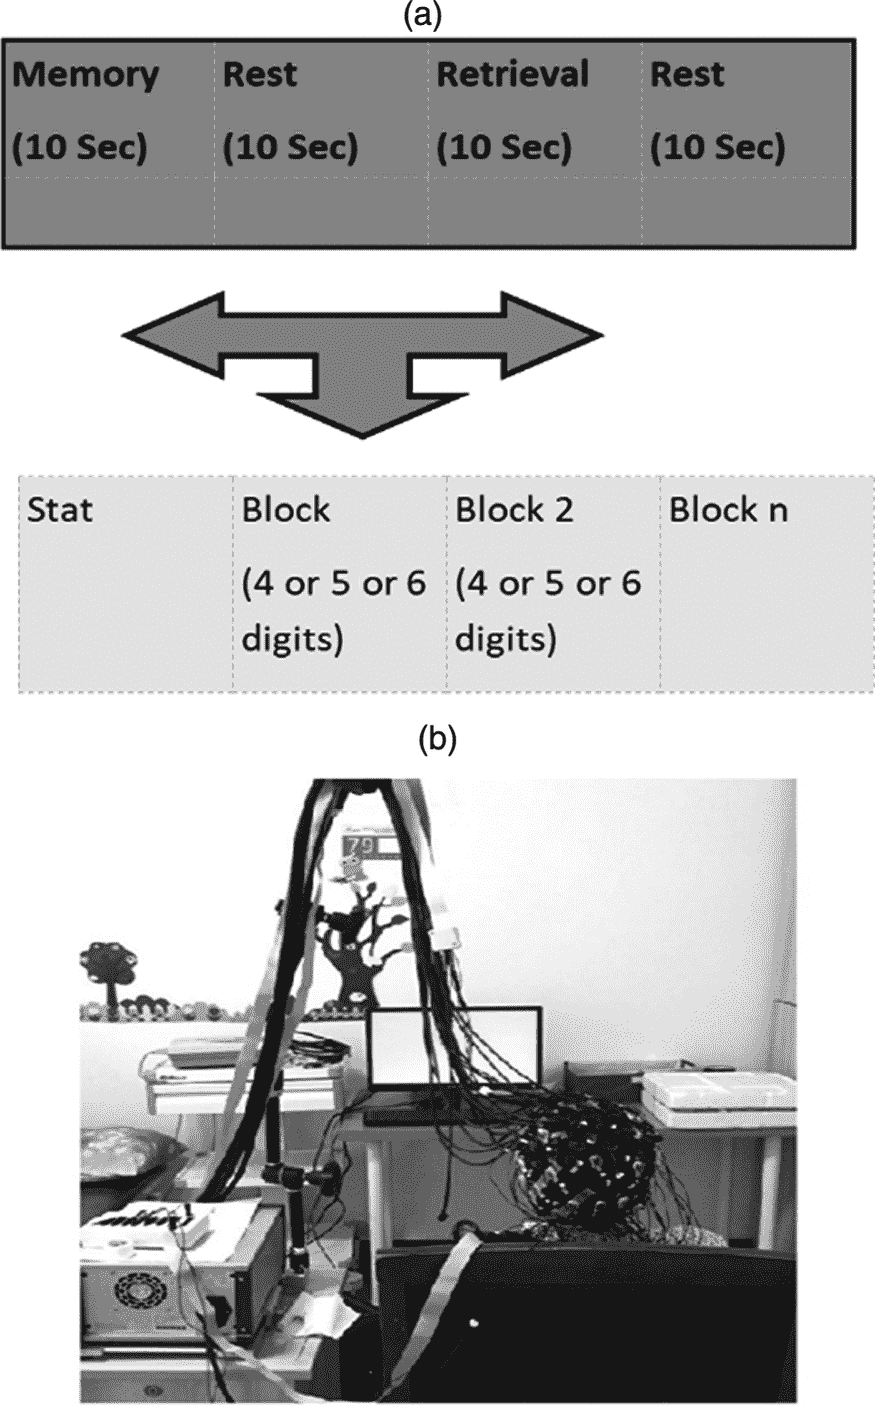 (a)
Memory Rest Retrieval Rest
(10 Sec) (10 Sec) (10 Sec) (10 Sec)
Stat Block Block 2 Block n
(4 or 5 or 6 (4 or 5 or 6
digits) digits)
(b)
79